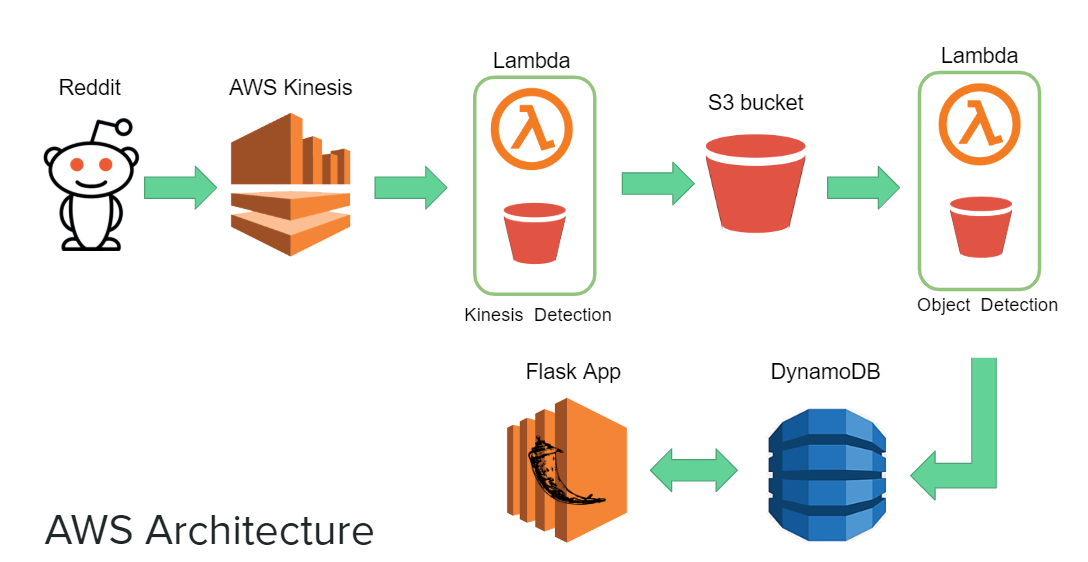 Reddit
AWS Kinesis
Lambda
S3 bucket
Lambda
Kinesis Detection
Object Detection
Flask App
DynamoDB
AWS Architecture